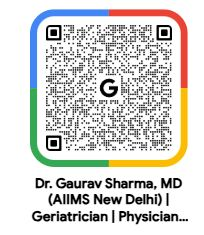 G
Dr. Gaurav Sharma, MD
(AIIMS New Delhi) |
Geriatrician | Physician...